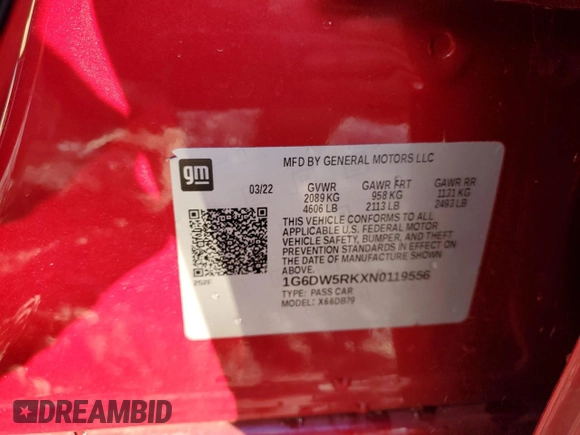 MFD BY GENERAL MOTORS LLC
gm
03/22 GVWR GAWR FRT GAWR RR
2089 KG 958 KG 1131 KG
4606 LB 2113 LB 2493 LB
THIS VEHICLE CONFORMS TO ALL
APPLICABLE U.S. FEDERAL MOTOR
VEHICLE SAFETY, BUMPER, AND THEFT
PREVENTION STANDARDS IN EFFECT ON
THE DATE OF MANUFACTURE SHOWN
ABOVE.
1G6DW5RKXN0119556
TYPE: PASS CAR
MODEL: X66DB79
DREAMBID